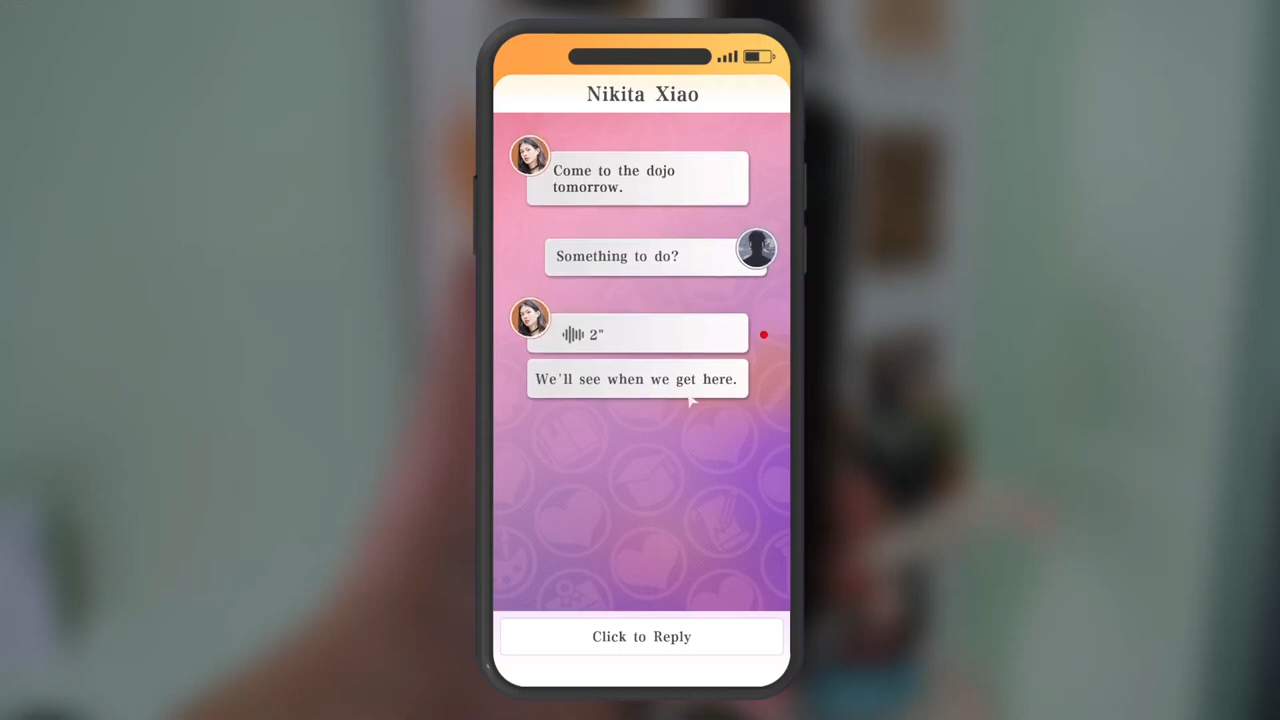 Nikita Xiao
Come to the dojo
tomorrow.
Something to do?
2"
We'll see when we get here.
Click to Reply